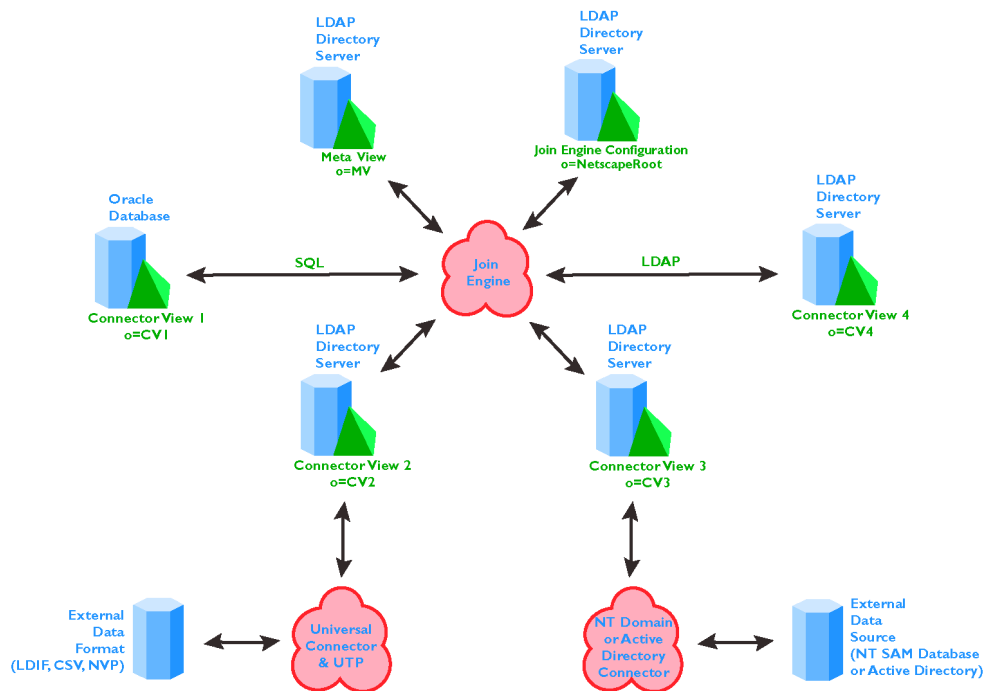 LDAP
Directory
Server
Meta View
o=MV
LDAP
Directory
Server
Join Engine Configuration
o=NetscapeRoot
Oracle
Database
Connector View 1
o=CV1
SQL
Join
Engine
LDAP
LDAP
Directory
Server
Connector View 4
o=CV4
LDAP
Directory
Server
Connector View 2
o=CV2
LDAP
Directory
Server
Connector View 3
o=CV3
External
Data
Format
(LDIF, CSV, NVP)
Universal
Connector
& UTP
NT Domain
or Active
Directory
Connector
External
Data
Source
(NT SAM Database
or Active Directory)